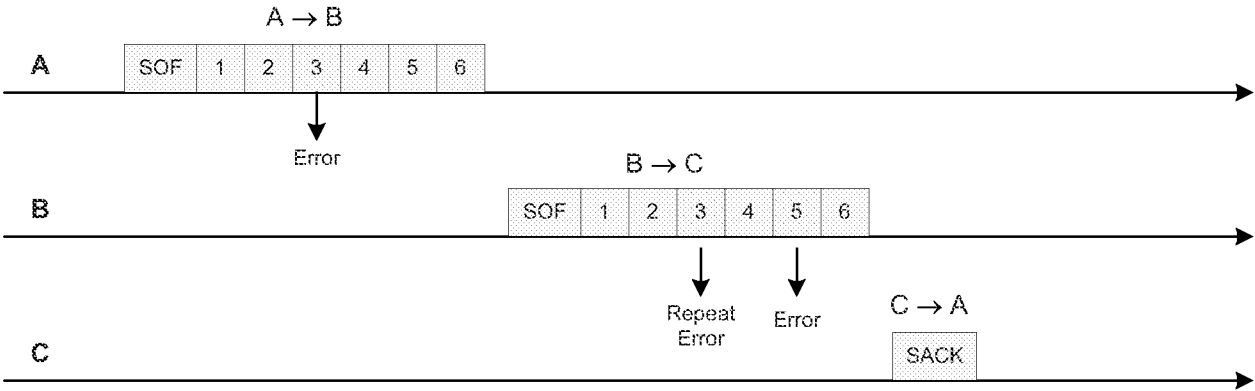 A → B
A
SOF 1 2 3 4 5 6
Error
B → C
B
SOF 1 2 3 4 5 6
Repeat
Error
Error
C → A
C
SACK